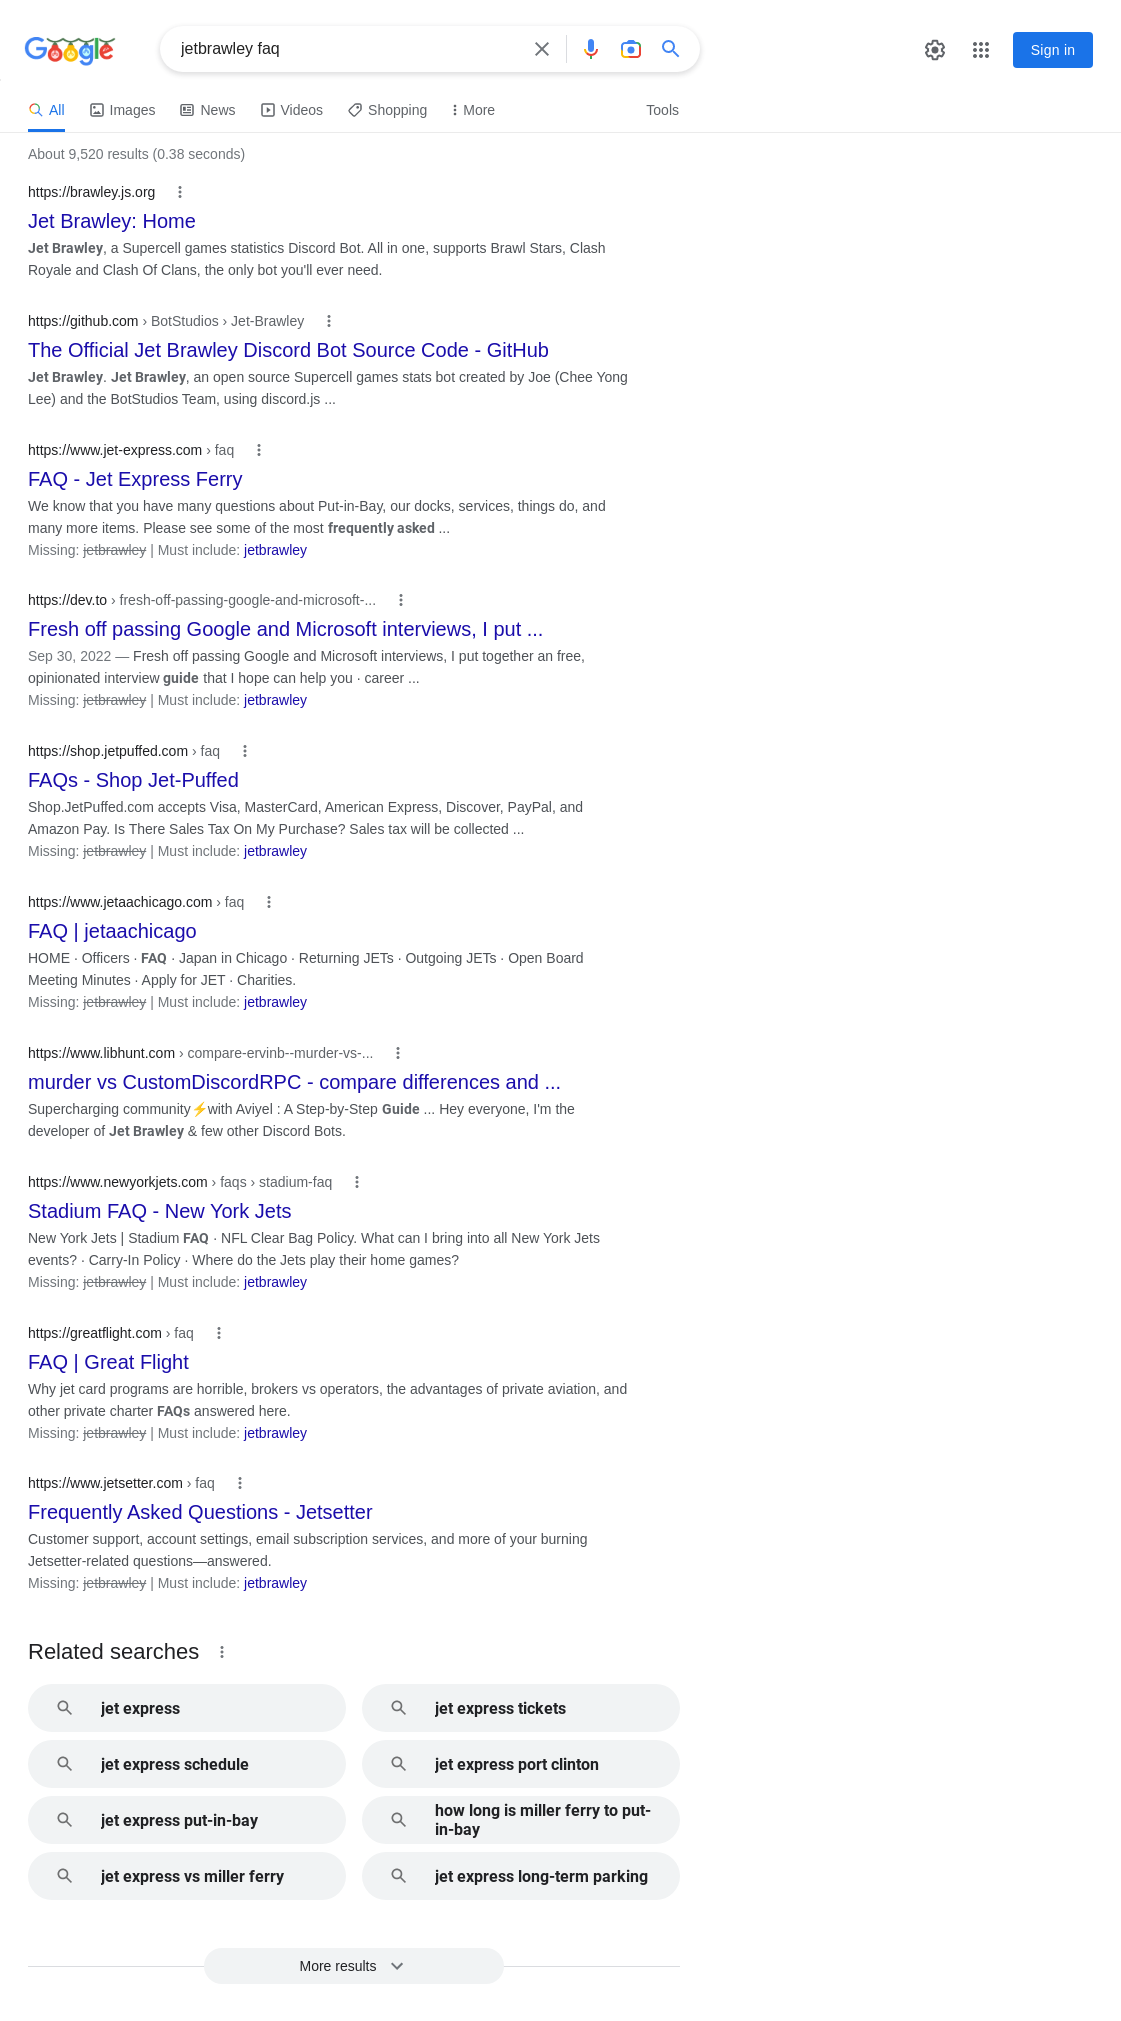 Google
jetbrawley faq
Sign in
All
Images
News
Videos
Shopping
More
Tools
About 9,520 results (0.38 seconds)
https://brawley.js.org
Jet Brawley: Home
Jet Brawley, a Supercell games statistics Discord Bot. All in one, supports Brawl Stars, Clash
Royale and Clash Of Clans, the only bot you'll ever need.
https://github.com › BotStudios › Jet-Brawley
The Official Jet Brawley Discord Bot Source Code - GitHub
Jet Brawley. Jet Brawley, an open source Supercell games stats bot created by Joe (Chee Yong
Lee) and the BotStudios Team, using discord.js ...
https://www.jet-express.com › faq
FAQ - Jet Express Ferry
We know that you have many questions about Put-in-Bay, our docks, services, things do, and
many more items. Please see some of the most frequently asked ...
Missing: jetbrawley | Must include: jetbrawley
https://dev.to › fresh-off-passing-google-and-microsoft-...
Fresh off passing Google and Microsoft interviews, I put ...
Sep 30, 2022 — Fresh off passing Google and Microsoft interviews, I put together an free,
opinionated interview guide that I hope can help you · career ...
Missing: jetbrawley | Must include: jetbrawley
https://shop.jetpuffed.com › faq
FAQs - Shop Jet-Puffed
Shop.JetPuffed.com accepts Visa, MasterCard, American Express, Discover, PayPal, and
Amazon Pay. Is There Sales Tax On My Purchase? Sales tax will be collected ...
Missing: jetbrawley | Must include: jetbrawley
https://www.jetaachicago.com › faq
FAQ | jetaachicago
HOME · Officers · FAQ · Japan in Chicago · Returning JETs · Outgoing JETs · Open Board
Meeting Minutes · Apply for JET · Charities.
Missing: jetbrawley | Must include: jetbrawley
https://www.libhunt.com › compare-ervinb--murder-vs-...
murder vs CustomDiscordRPC - compare differences and ...
Supercharging community⚡with Aviyel : A Step-by-Step Guide ... Hey everyone, I'm the
developer of Jet Brawley & few other Discord Bots.
https://www.newyorkjets.com › faqs › stadium-faq
Stadium FAQ - New York Jets
New York Jets | Stadium FAQ · NFL Clear Bag Policy. What can I bring into all New York Jets
events? · Carry-In Policy · Where do the Jets play their home games?
Missing: jetbrawley | Must include: jetbrawley
https://greatflight.com › faq
FAQ | Great Flight
Why jet card programs are horrible, brokers vs operators, the advantages of private aviation, and
other private charter FAQs answered here.
Missing: jetbrawley | Must include: jetbrawley
https://www.jetsetter.com › faq
Frequently Asked Questions - Jetsetter
Customer support, account settings, email subscription services, and more of your burning
Jetsetter-related questions—answered.
Missing: jetbrawley | Must include: jetbrawley
Related searches
jet express
jet express tickets
jet express schedule
jet express port clinton
jet express put-in-bay
how long is miller ferry to put-
in-bay
jet express vs miller ferry
jet express long-term parking
More results